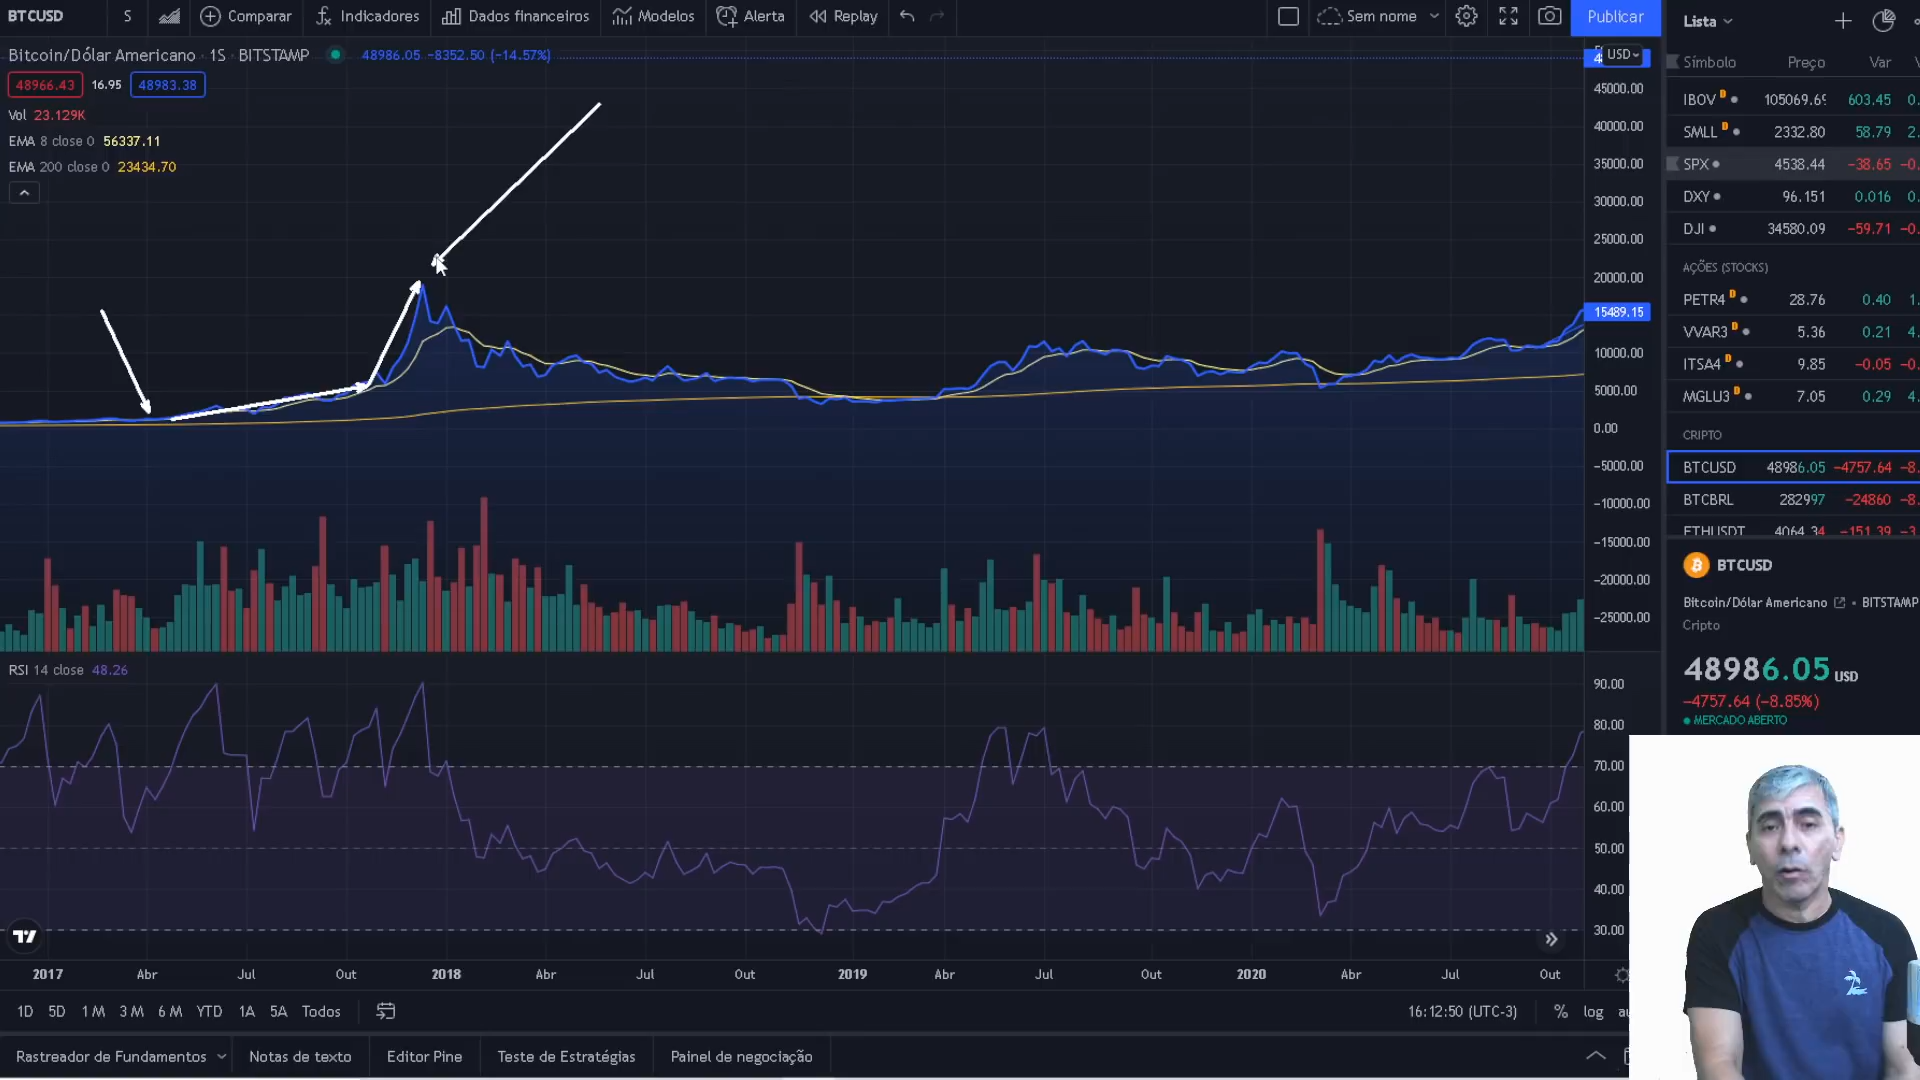 BTCUSD S Comparar Indicadores Dados financeiros Modelos Alerta Replay Sem nome Publicar
Lista
Bitcoin/Dólar Americano · 1S · BITSTAMP 48986.05 −8352.50 (−14.57%)
48966.43 16.95 48983.38
Vol 23.129K
EMA 8 close 0 56337.11
EMA 200 close 0 23434.70
USD
45000.00
40000.00
35000.00
30000.00
25000.00
20000.00
15489.15
10000.00
5000.00
0.00
−5000.00
−10000.00
−15000.00
−20000.00
−25000.00
RSI 14 close 48.26
90.00
80.00
70.00
60.00
50.00
40.00
30.00
2017 Abr Jul Out 2018 Abr Jul Out 2019 Abr Jul Out 2020 Abr Jul Out
1D 5D 1M 3M 6M YTD 1A 5A Todos
16:12:50 (UTC-3) % log
Rastreador de Fundamentos Notas de texto Editor Pine Teste de Estratégias Painel de negociação
Símbolo Preço Var
IBOV D 105069.69 603.45 0.
SMLL D 2332.80 58.79 2.
SPX 4538.44 −38.65 −0.
DXY 96.151 0.016 0.
DJI 34580.09 −59.71 −0.
AÇÕES (STOCKS)
PETR4 D 28.76 0.40 1.
VVAR3 D 5.36 0.21 4.
ITSA4 D 9.85 −0.05 −0.
MGLU3 D 7.05 0.29 4.
CRIPTO
BTCUSD 48986.05 −4757.64 −8.
BTCBRL 282997 −24860 −8.
ETHUSDT 4064.34 −151.39 −3.
BTCUSD
Bitcoin/Dólar Americano • BITSTAMP
Cripto
48986.05 USD
−4757.64 (−8.85%)
MERCADO ABERTO